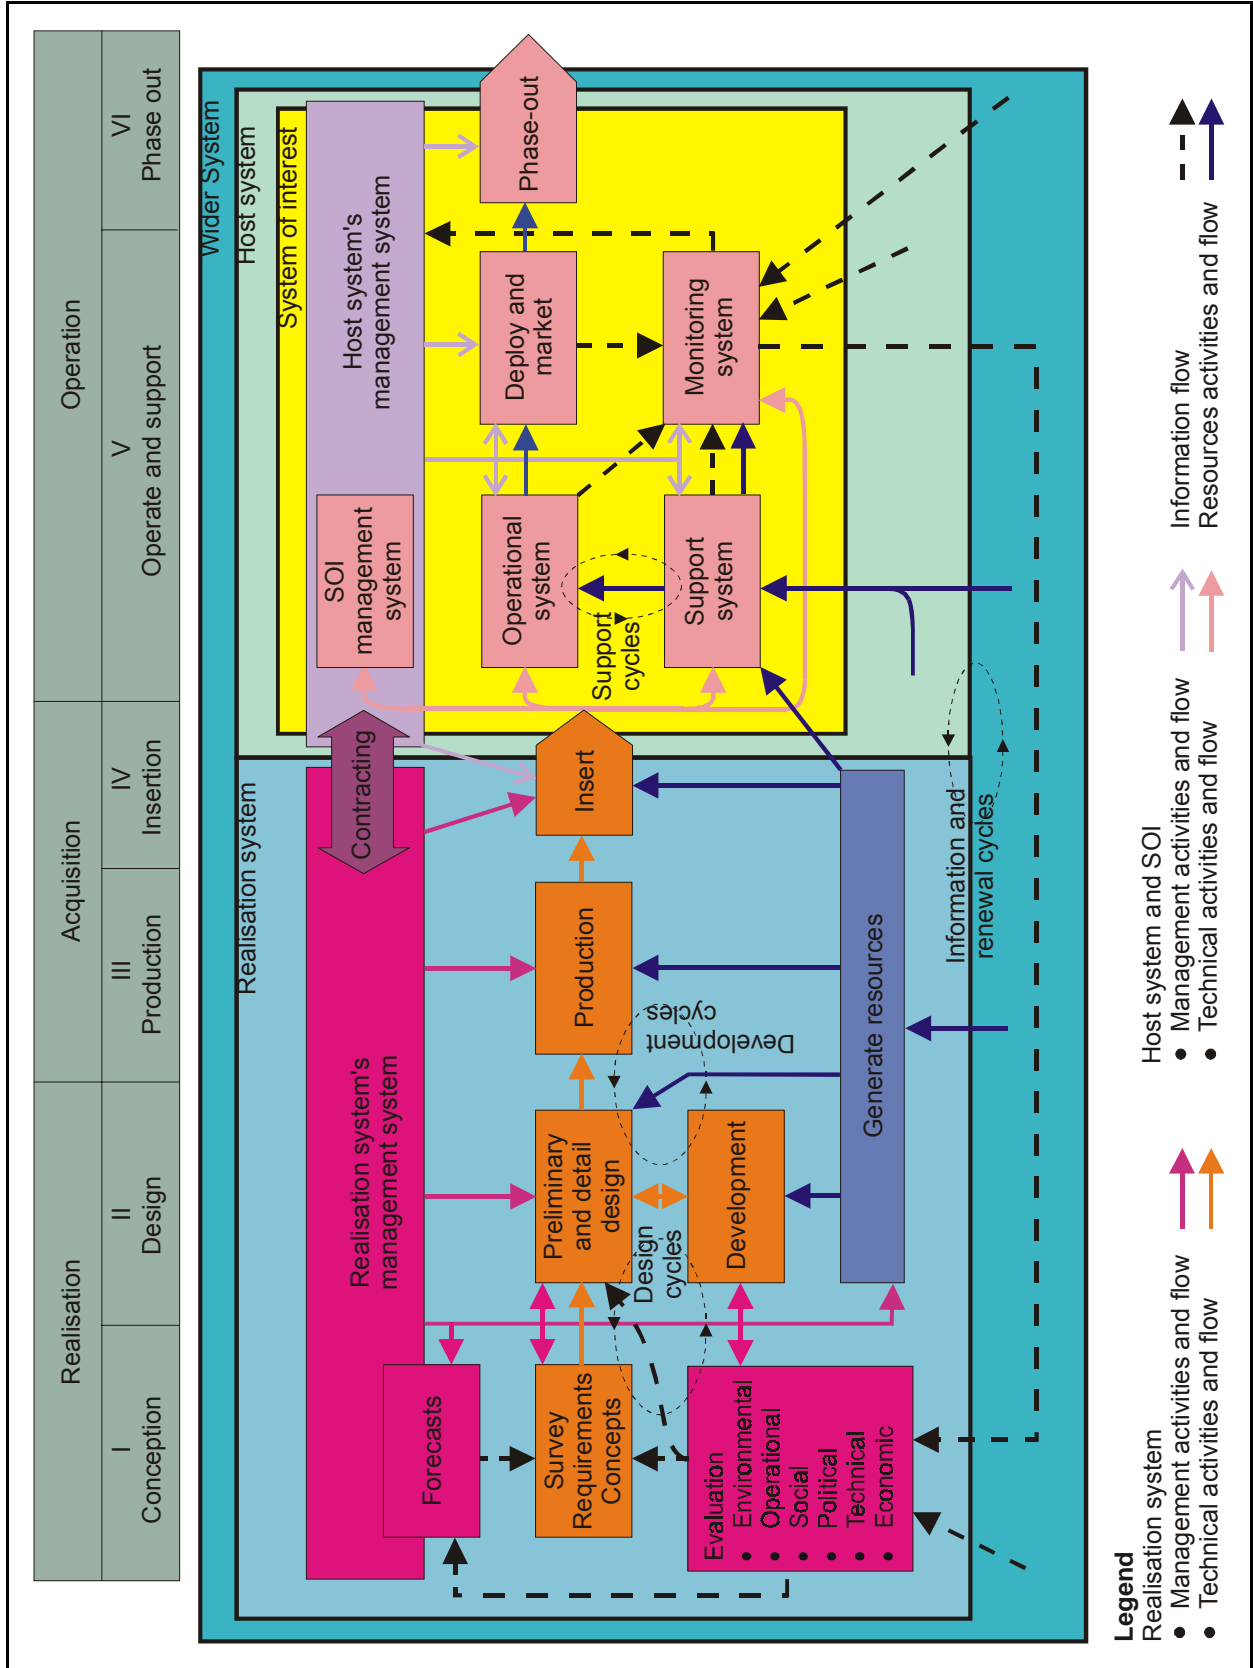 Realisation
Acquisition
Operation
I
Conception
II
Design
III
Production
IV
Insertion
V
Operate and support
VI
Phase out
Wider System
Host system
System of interest
Realisation system
Realisation system's
management system
Contracting
Host system's
management system
SOI
management
system
Forecasts
Survey
Requirements
Concepts
Preliminary
and detail
design
Production
Insert
Operational
system
Deploy and
market
Phase-out
Design
cycles
Development
cycles
Support
cycles
Evaluation
• Environmental
• Operational
• Social
• Political
• Technical
• Economic
Development
Support
system
Monitoring
system
Generate resources
Information and
renewal cycles
Legend
Realisation system
• Management activities and flow
• Technical activities and flow
Host system and SOI
• Management activities and flow
• Technical activities and flow
Information flow
Resources activities and flow